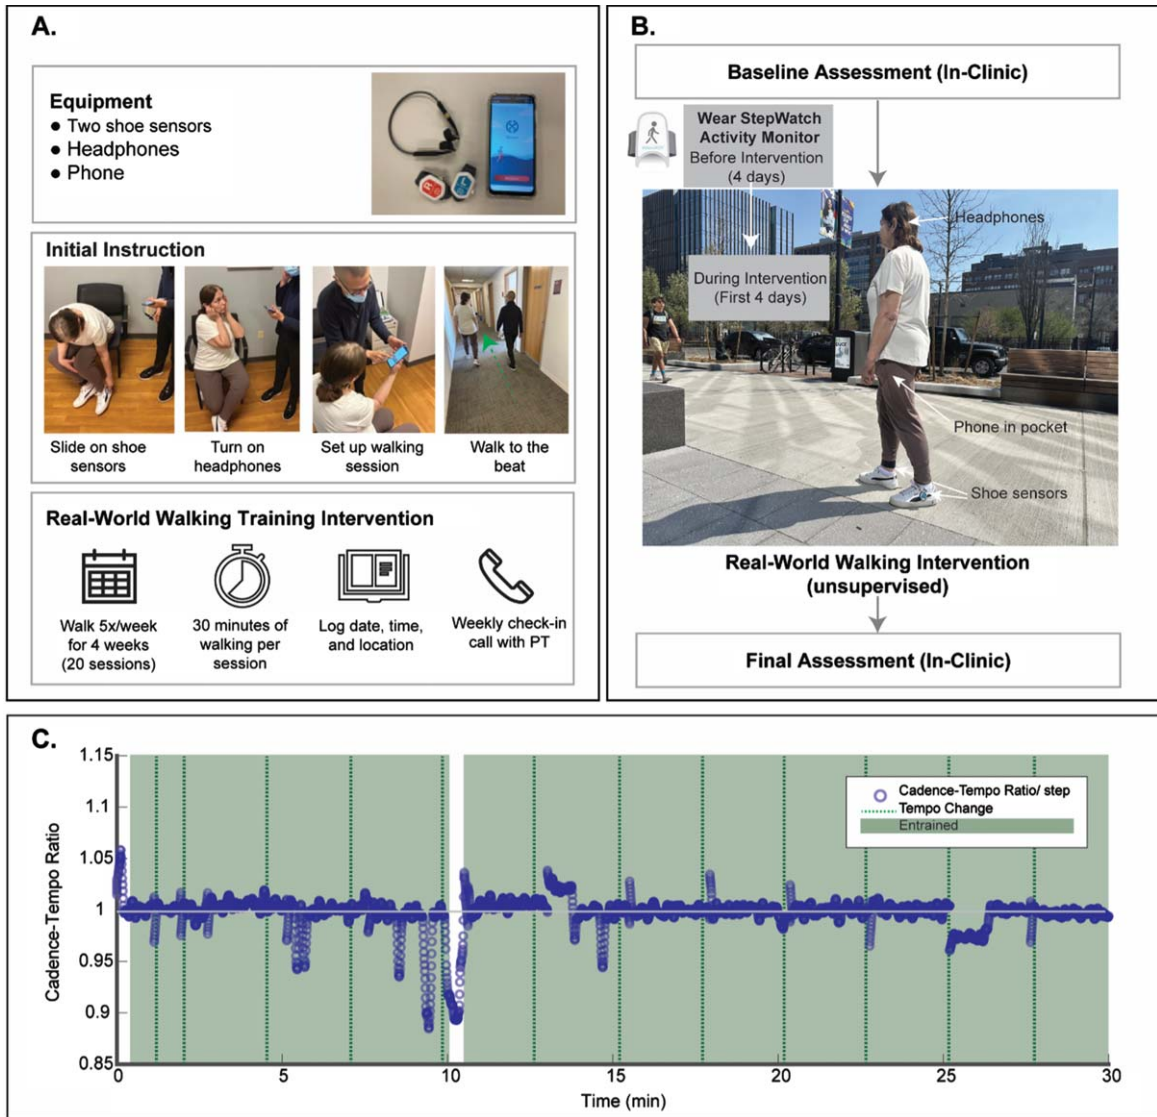 A.
Equipment
● Two shoe sensors
● Headphones
● Phone
Initial Instruction
Slide on shoe
sensors
Turn on
headphones
Set up walking
session
Walk to the
beat
Real-World Walking Training Intervention
Walk 5x/week
for 4 weeks
(20 sessions)
30 minutes of
walking per
session
Log date, time,
and location
Weekly check-in
call with PT
B.
Baseline Assessment (In-Clinic)
Wear StepWatch
Activity Monitor
Before Intervention
(4 days)
During Intervention
(First 4 days)
Headphones
Phone in pocket
Shoe sensors
Real-World Walking Intervention
(unsupervised)
Final Assessment (In-Clinic)
C.
Cadence-Tempo Ratio
1.15
1.1
1.05
1
0.95
0.9
0.85
Cadence-Tempo Ratio/ step
Tempo Change
Entrained
0
5
10
15
20
25
30
Time (min)